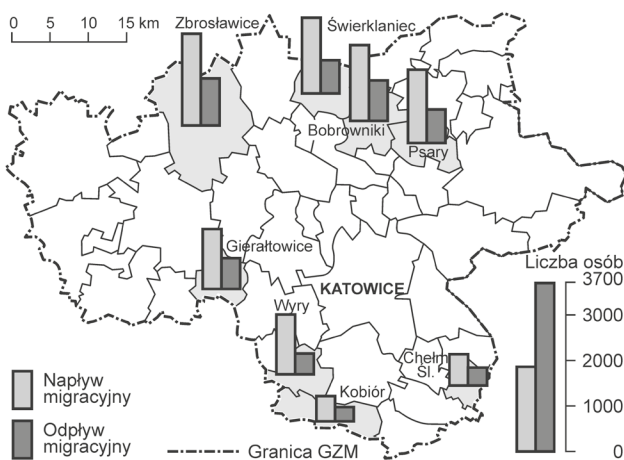 0 5 10 15 km
Zbrosławice
Świerklaniec
Bobrowniki
Psary
Gierałtowice
Liczba osób
KATOWICE
3700
3000
2000
1000
0
Wyry
Chełm
Śl.
Kobiór
Napływ
migracyjny
Odpływ
migracyjny
Granica GZM